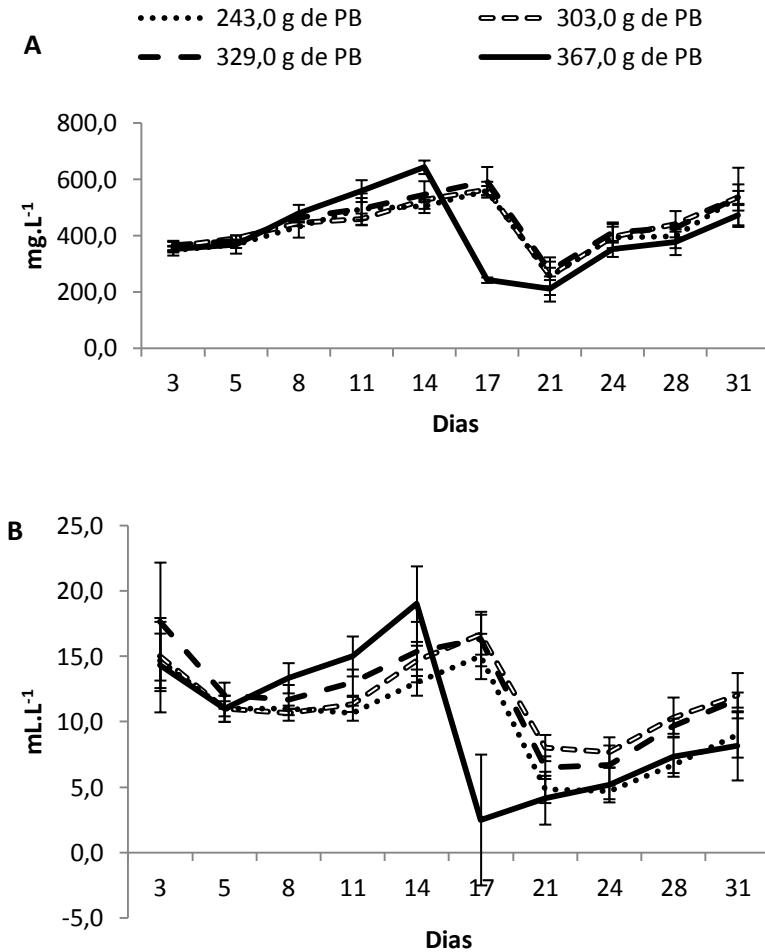 243,0 g de PB 303,0 g de PB
329,0 g de PB 367,0 g de PB
A
800,0
600,0
400,0
200,0
0,0
mg.L⁻¹
3 5 8 11 14 17 21 24 28 31
Dias
B
25,0
20,0
15,0
10,0
5,0
0,0
-5,0
mL.L⁻¹
3 5 8 11 14 17 21 24 28 31
Dias